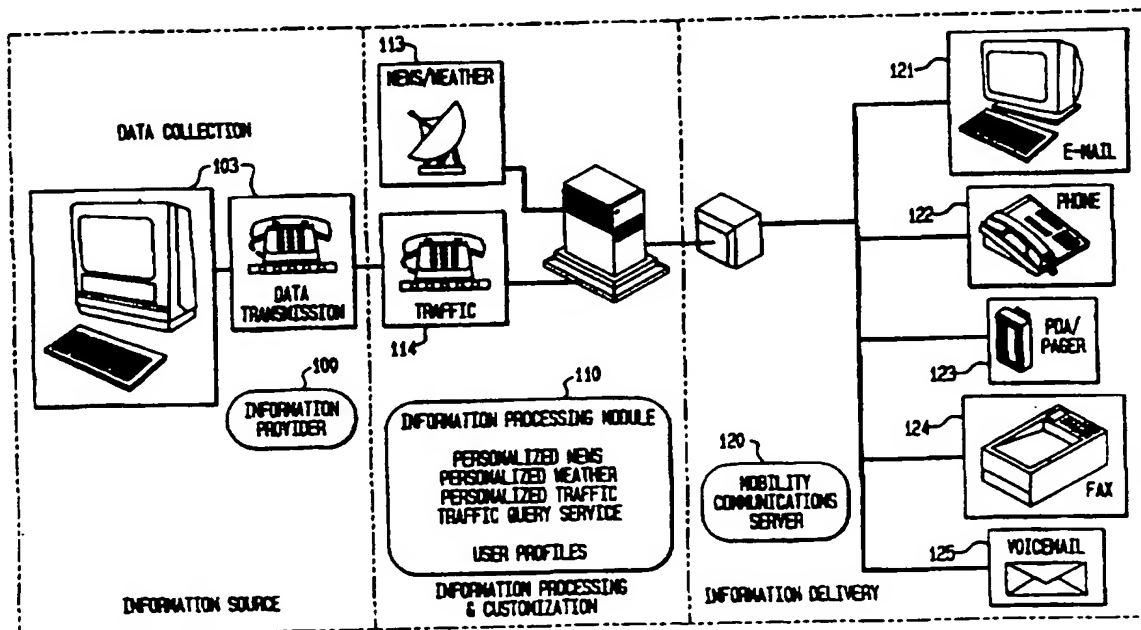 DATA COLLECTION
103
DATA
TRANSMISSION
100
INFORMATION
PROVIDER
INFORMATION SOURCE
113
NEWS/WEATHER
TRAFFIC
114
110
INFORMATION PROCESSING MODULE
PERSONALIZED NEWS
PERSONALIZED WEATHER
PERSONALIZED TRAFFIC
TRAFFIC QUERY SERVICE
USER PROFILES
INFORMATION PROCESSING
& CUSTOMIZATION
120
MOBILITY
COMMUNICATIONS
SERVER
INFORMATION DELIVERY
121
E-MAIL
122
PHONE
PDA/
PAGER
123
124
FAX
125
VOICEMAIL